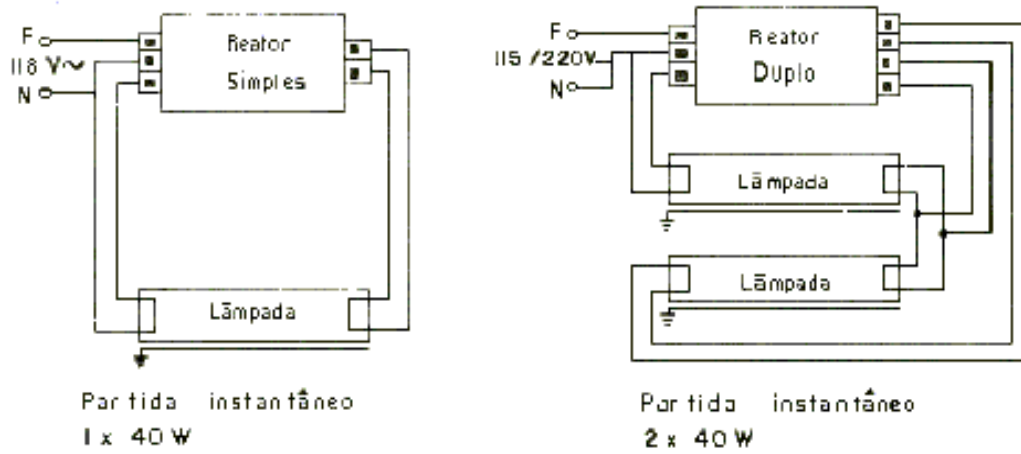 F
118 V~
N
Reator
Simples
Lâmpada
Partida instantâneo
1 x 40 W
F
115 /220V
N
Reator
Duplo
Lâmpada
Lâmpada
Partida instantâneo
2 x 40 W